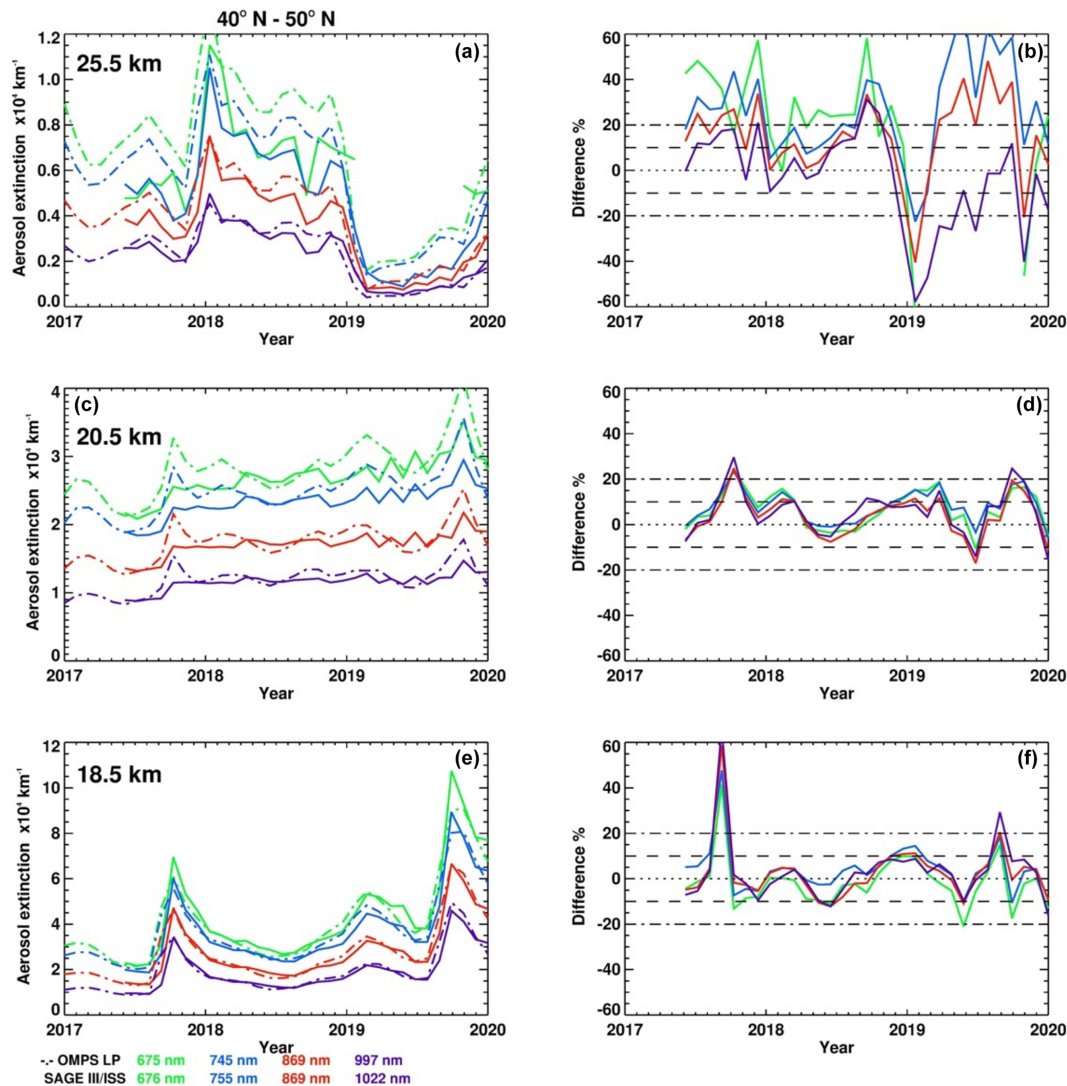 40° N - 50° N
(a)
25.5 km
Aerosol extinction x10⁴ km⁻¹
1.2
1.0
0.8
0.6
0.4
0.2
0.0
2017 2018 2019 2020
Year
(b)
Difference %
60
40
20
0
-20
-40
-60
2017 2018 2019 2020
Year
(c)
20.5 km
Aerosol extinction x10⁴ km⁻¹
4
3
2
1
0
2017 2018 2019 2020
Year
(d)
Difference %
60
40
20
0
-20
-40
-60
2017 2018 2019 2020
Year
(e)
18.5 km
Aerosol extinction x10⁴ km⁻¹
12
10
8
6
4
2
0
2017 2018 2019 2020
Year
(f)
Difference %
60
40
20
0
-20
-40
-60
2017 2018 2019 2020
Year
-.- OMPS LP 675 nm 745 nm 869 nm 997 nm
SAGE III/ISS 676 nm 755 nm 869 nm 1022 nm